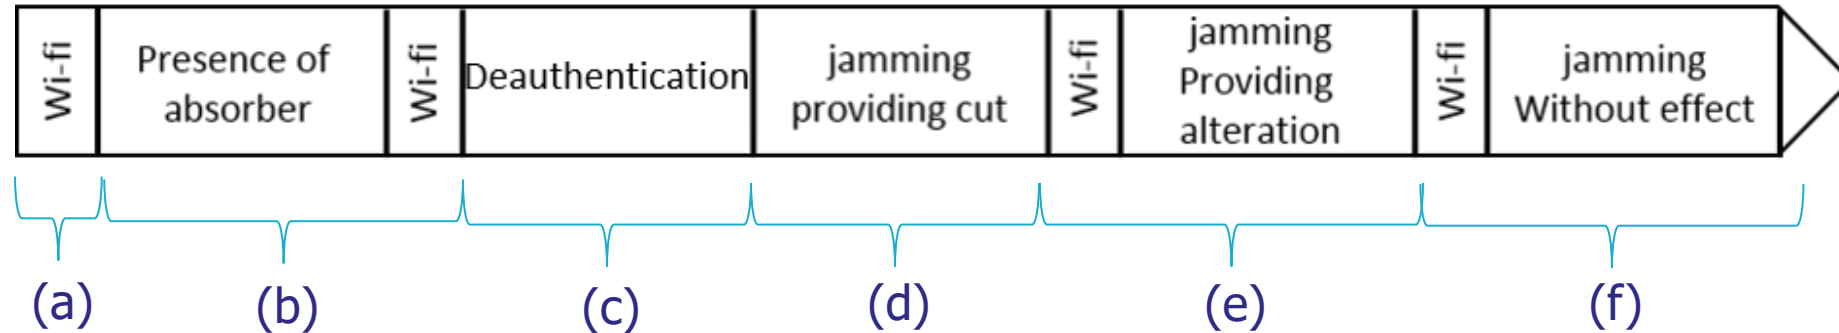 Wi-fi
Presence of
absorber
Wi-fi
Deauthentication
jamming
providing cut
Wi-fi
jamming
Providing
alteration
Wi-fi
jamming
Without effect
(a)
(b)
(c)
(d)
(e)
(f)